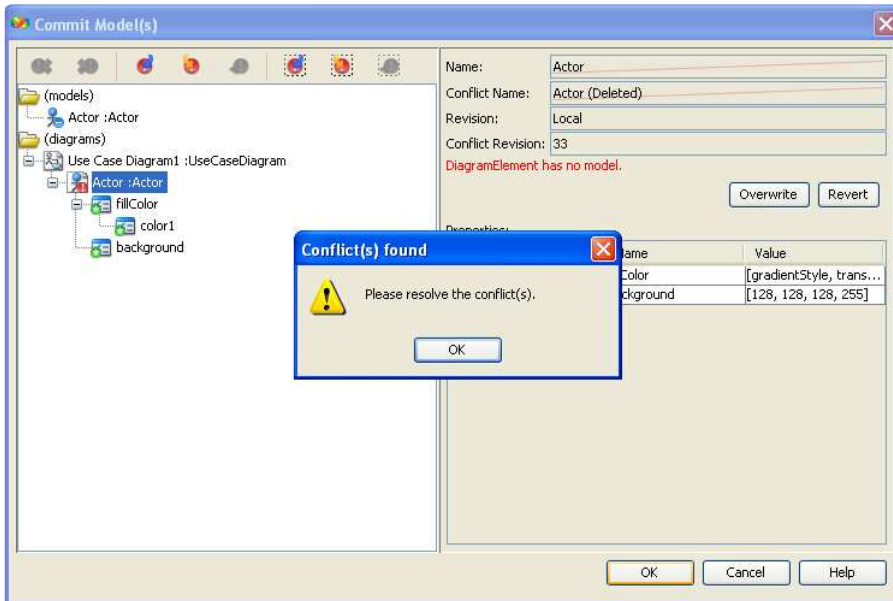 Commit Model(s)
(models)
Actor :Actor
(diagrams)
Use Case Diagram1 :UseCaseDiagram
Actor :Actor
fillColor
color1
background
Name: Actor
Conflict Name: Actor (Deleted)
Revision: Local
Conflict Revision: 33
DiagramElement has no model.
Overwrite Revert
Conflict(s) found
Please resolve the conflict(s).
OK
Value
Color [gradientStyle, trans...
ckground [128, 128, 128, 255]
OK Cancel Help